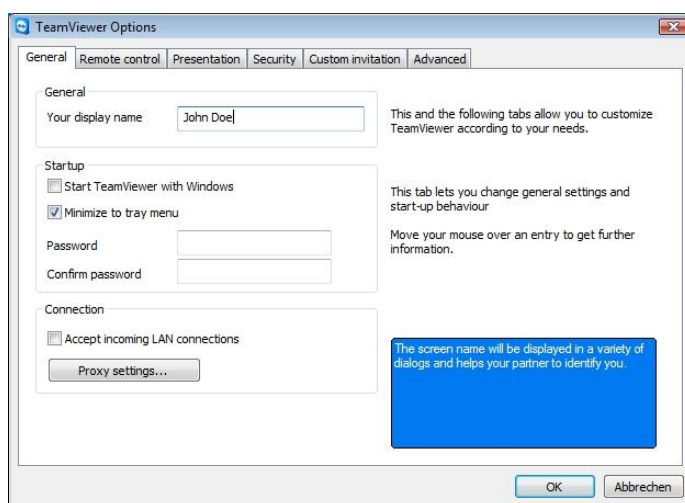 TeamViewer Options
General Remote control Presentation Security Custom invitation Advanced
General
Your display name John Doe
This and the following tabs allow you to customize
TeamViewer according to your needs.
Startup
Start TeamViewer with Windows
Minimize to tray menu
Password
Confirm password
This tab lets you change general settings and
start-up behaviour
Move your mouse over an entry to get further
information.
Connection
Accept incoming LAN connections
Proxy settings...
The screen name will be displayed in a variety of
dialogs and helps your partner to identify you.
OK Abbrechen